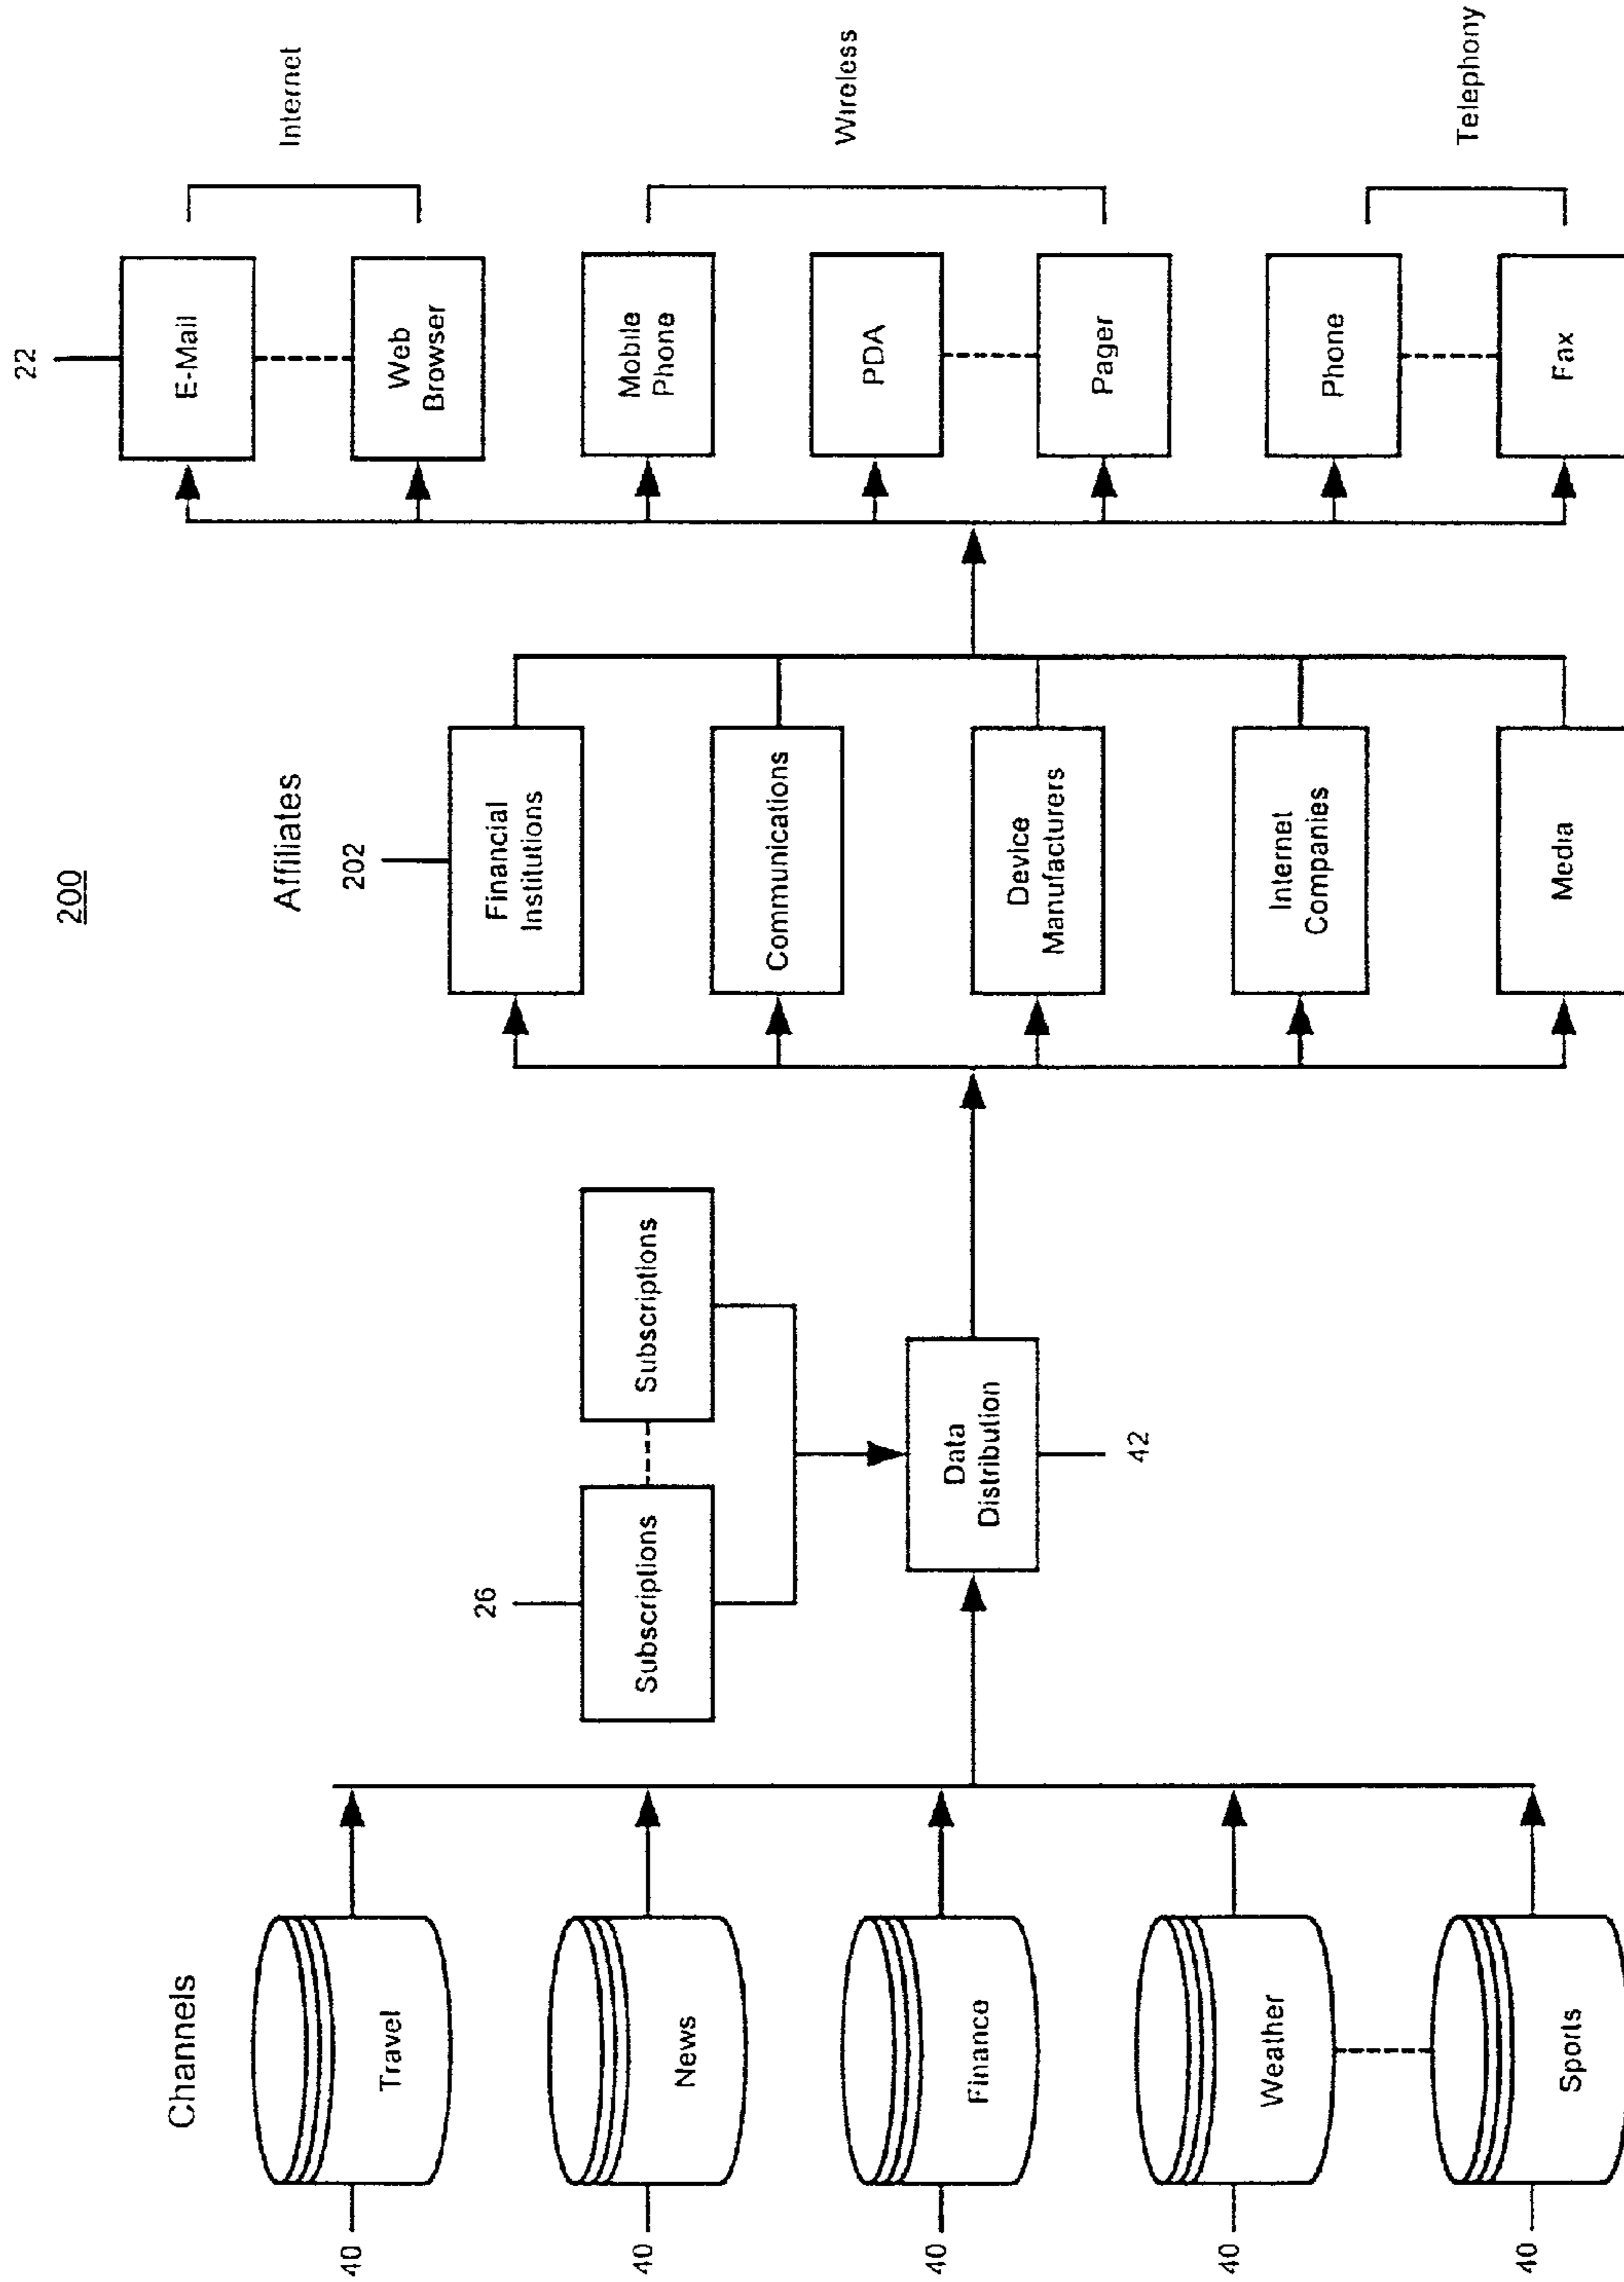 200
Channels
40
Travel
40
News
40
Finance
40
Weather
40
Sports
26
Subscriptions
Subscriptions
Data
Distribution
42
Affiliates
202
Financial
Institutions
Communications
Device
Manufacturers
Internet
Companies
Media
22
E-Mail
Web
Browser
Mobile
Phone
PDA
Pager
Phone
Fax
Internet
Wireless
Telephony